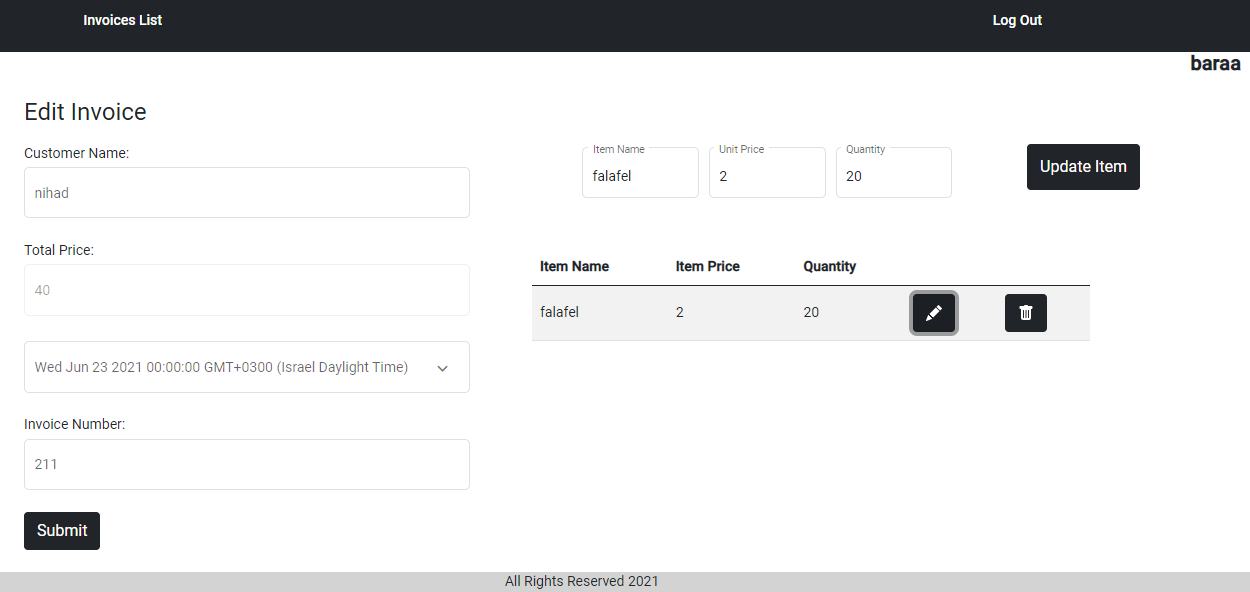 Invoices List
Log Out
baraa
Edit Invoice
Customer Name:
nihad
Total Price:
40
Wed Jun 23 2021 00:00:00 GMT+0300 (Israel Daylight Time)
Invoice Number:
211
Submit
Item Name
falafel
Unit Price
2
Quantity
20
Update Item
Item Name Item Price Quantity
falafel 2 20
All Rights Reserved 2021